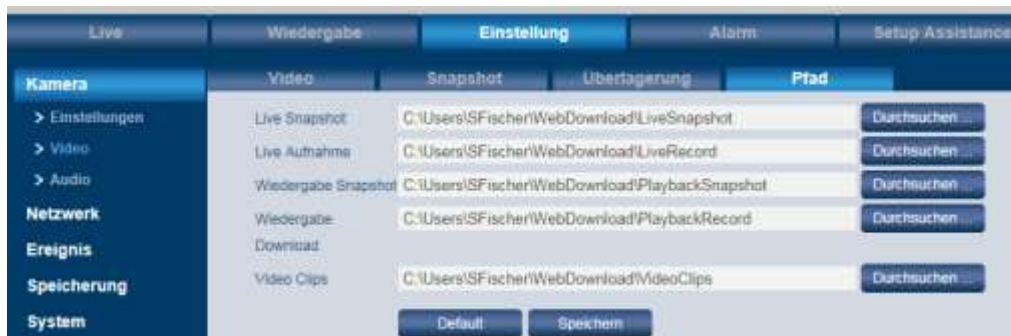 Live Wiedergabe Einstellung Alarm Setup Assistance
Kamera Video Snapshot Überlagerung Pfad
> Einstellungen Live Snapshot C:\Users\SFischer\WebDownload\LiveSnapshot Durchsuchen ...
> Video Live Aufnahme C:\Users\SFischer\WebDownload\LiveRecord Durchsuchen ...
> Audio Wiedergabe Snapshot C:\Users\SFischer\WebDownload\PlaybackSnapshot Durchsuchen ...
Netzwerk Wiedergabe C:\Users\SFischer\WebDownload\PlaybackRecord Durchsuchen ...
Ereignis Download
Speicherung Video Clips C:\Users\SFischer\WebDownload\VideoClips Durchsuchen ...
System Default Speichern